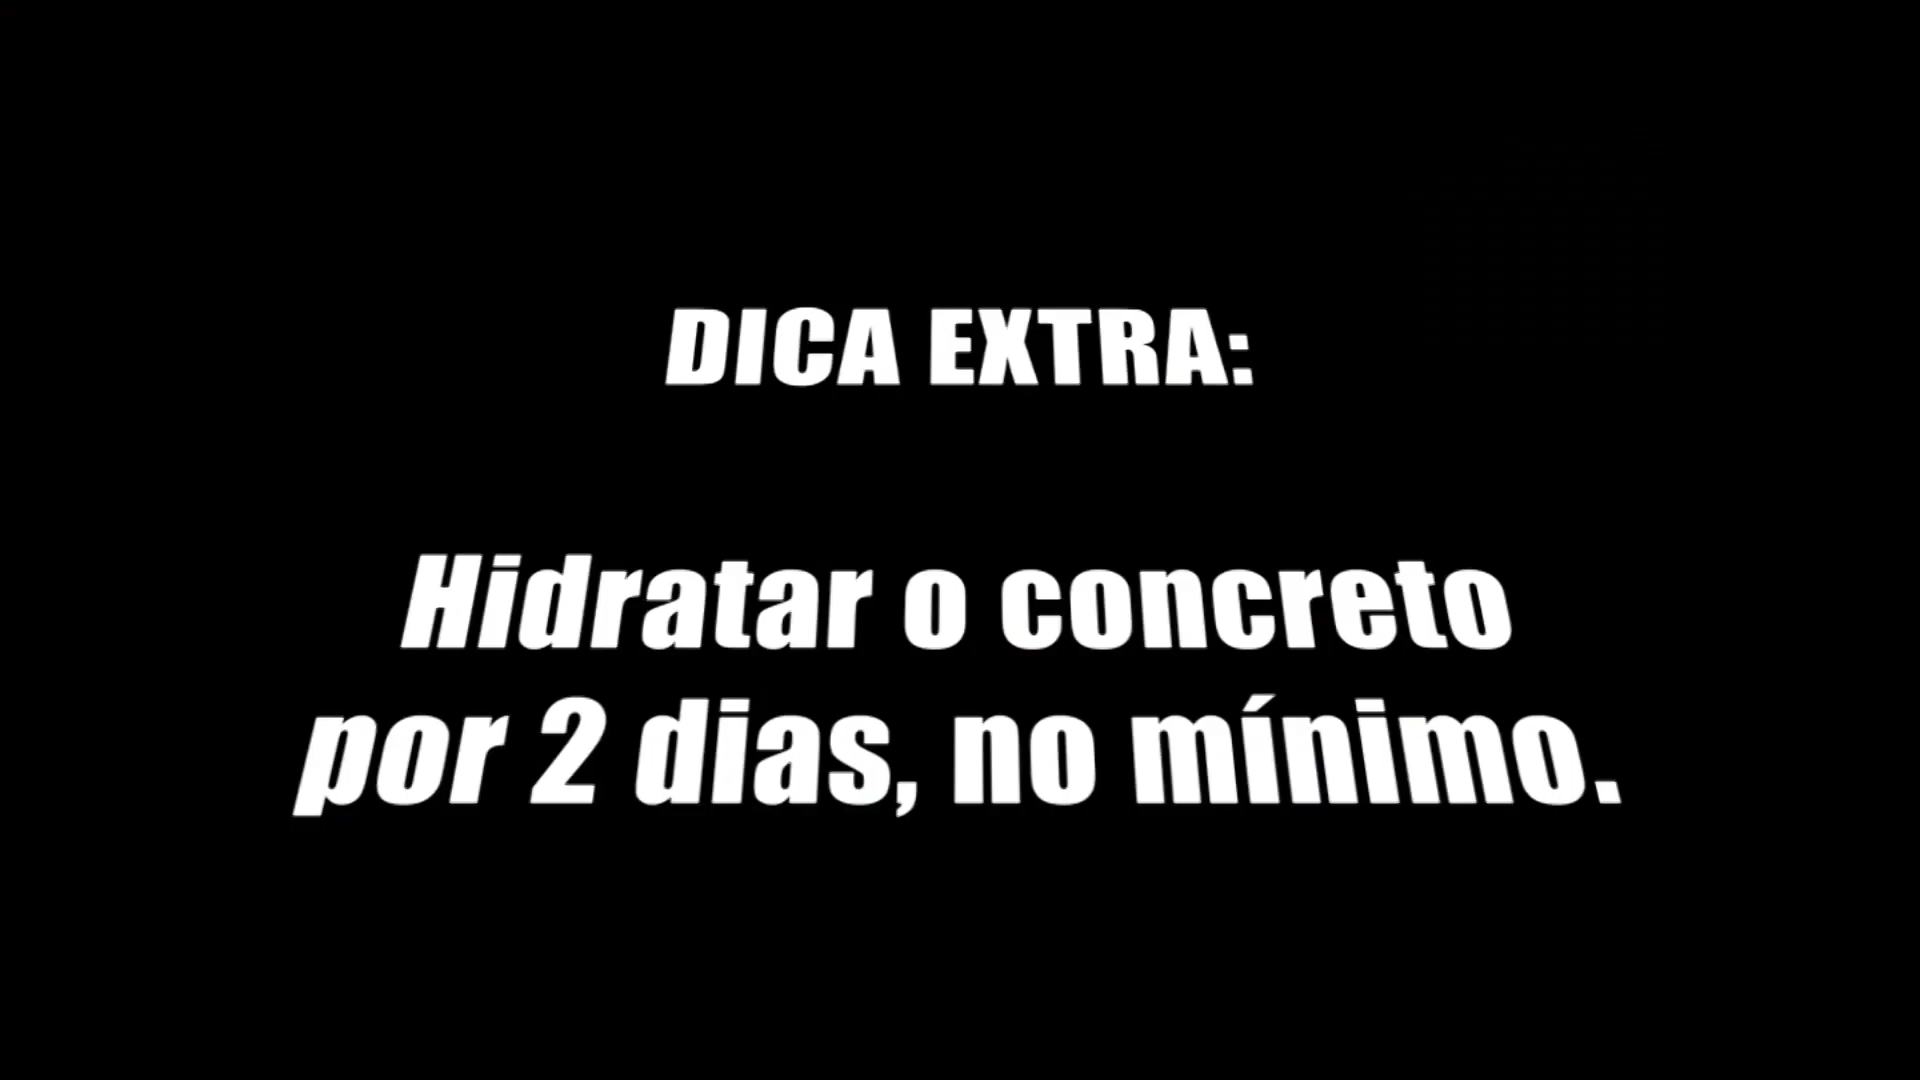 DICA EXTRA:
Hidratar o concreto
por 2 dias, no mínimo.